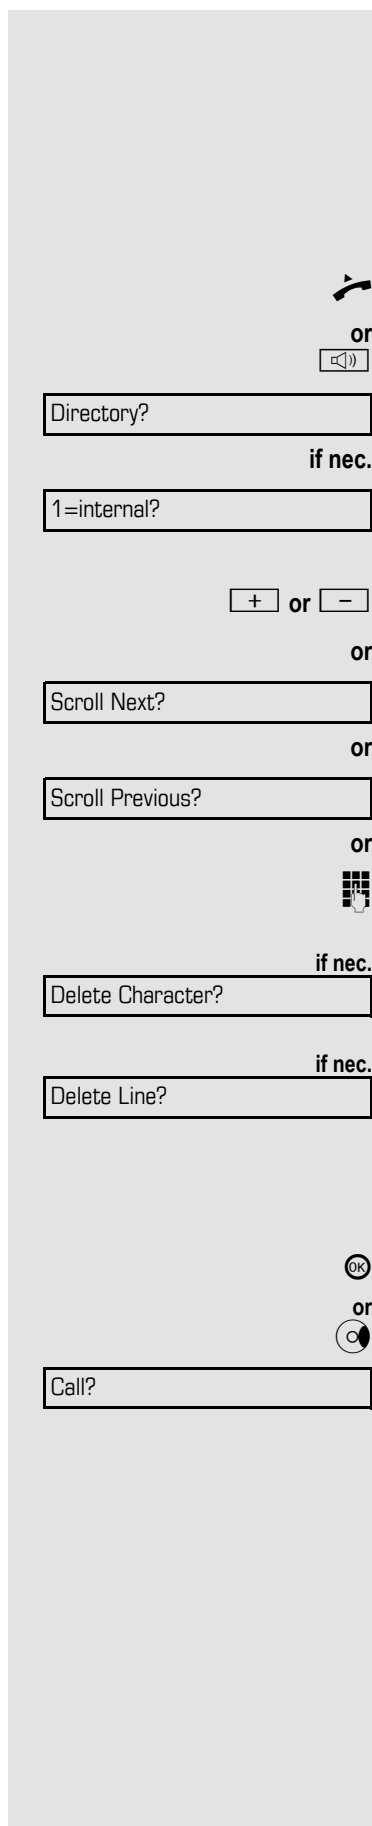 or
Directory?
if nec.
1=internal?
+ or −
or
Scroll Next?
or
Scroll Previous?
or
if nec.
Delete Character?
if nec.
Delete Line?
OK
or
Call?